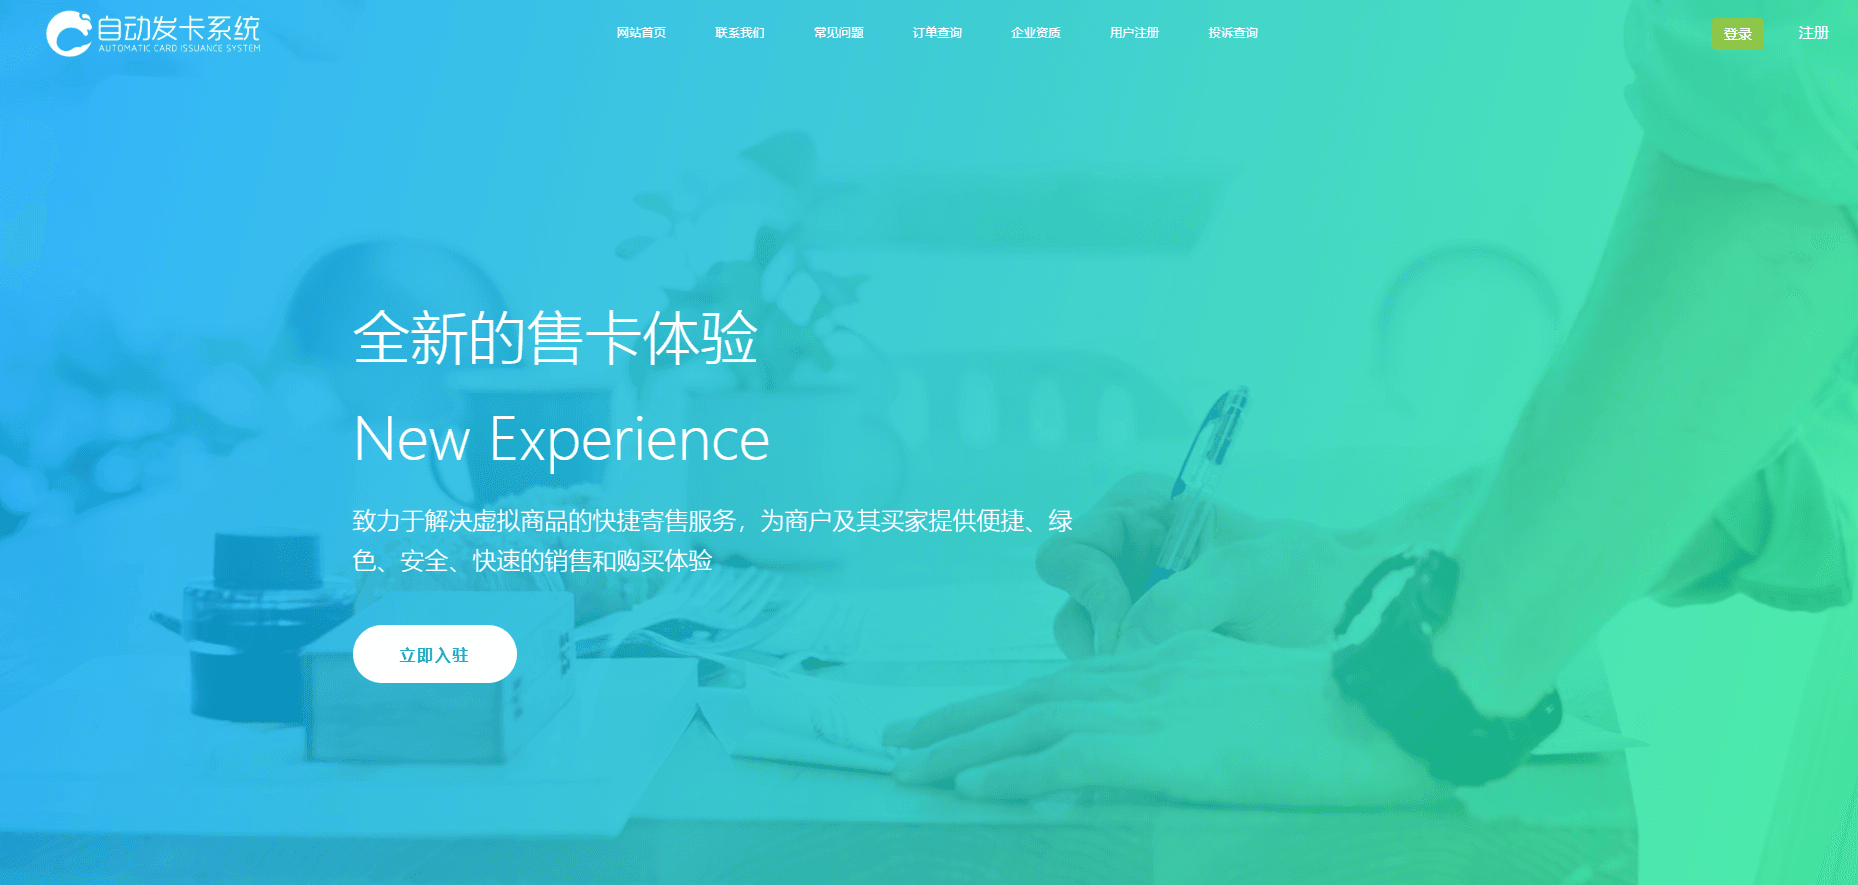 自动发卡系统
AUTOMATIC CARD ISSUANCE SYSTEM
网站首页 联系我们 常见问题 订单查询 企业资质 用户注册 投诉查询
登录 注册
全新的售卡体验
New Experience
致力于解决虚拟商品的快捷寄售服务，为商户及其买家提供便捷、绿
色、安全、快速的销售和购买体验
立即入驻